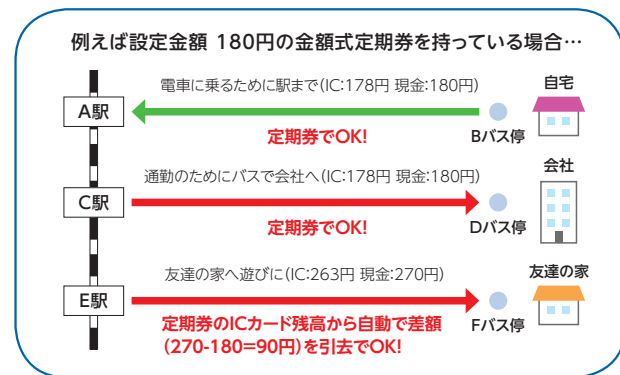 例えば設定金額 180円の金額式定期券を持っている場合…
電車に乗るために駅まで(IC:178円 現金:180円)
自宅
A駅
定期券でOK!
Bバス停
通勤のためにバスで会社へ(IC:178円 現金:180円)
会社
C駅
定期券でOK!
Dバス停
友達の家へ遊びに(IC:263円 現金:270円)
友達の家
E駅
定期券のICカード残高から自動で差額
(270-180=90円)を引去でOK!
Fバス停